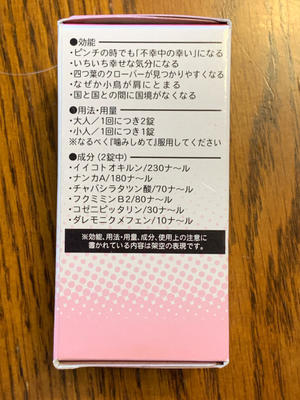 ●効能
・ピンチの時でも「不幸中の幸い」になる
・いちいち幸せな気分になる
・四つ葉のクローバーが見つかりやすくなる
・なぜか小鳥が肩にとまる
・国と国との間に国境がなくなる
●用法・用量
・大人/1回につき2錠
・小人/1回につき1錠
※なるべく『噛みしめて』服用してください
●成分(2錠中)
・イイコトオキルン/230ナ〜ル
・ナンカA/180ナ〜ル
・チャバシラタツ酸/70ナ〜ル
・フクミミンB2/80ナ〜ル
・コゼニピッタリン/30ナ〜ル
・ダレモニクメフェン/10ナ〜ル
※効能、用法・用量、成分、使用上の注意に
書かれている内容は架空の表現です。